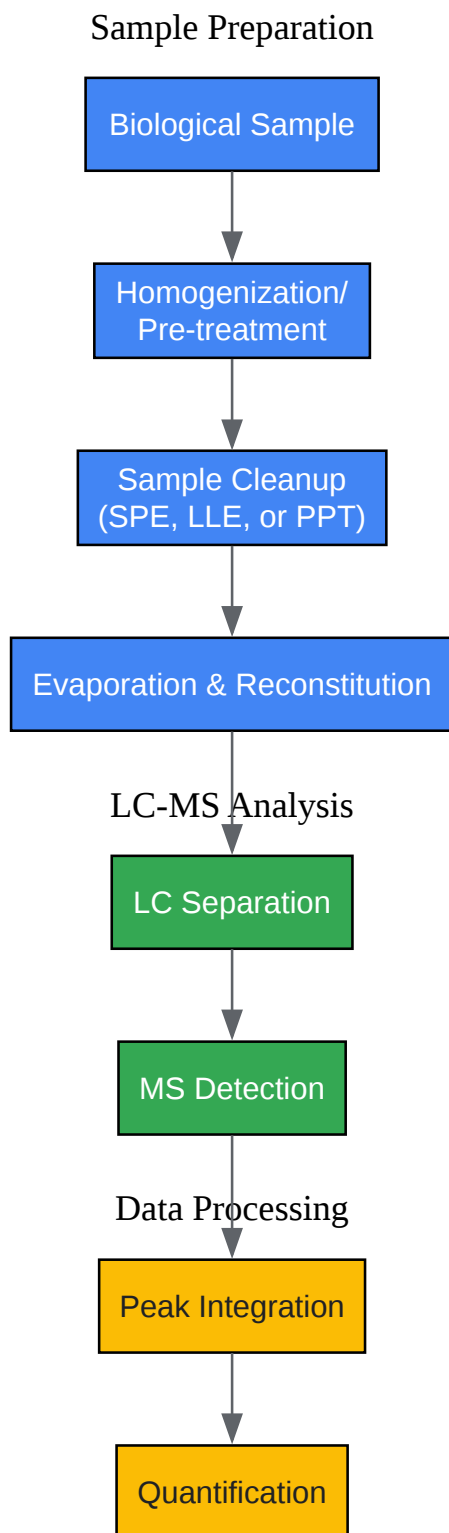 Sample Preparation
Biological Sample
Homogenization/
Pre-treatment
Sample Cleanup
(SPE, LLE, or PPT)
Evaporation & Reconstitution
LC-MS Analysis
LC Separation
MS Detection
Data Processing
Peak Integration
Quantification